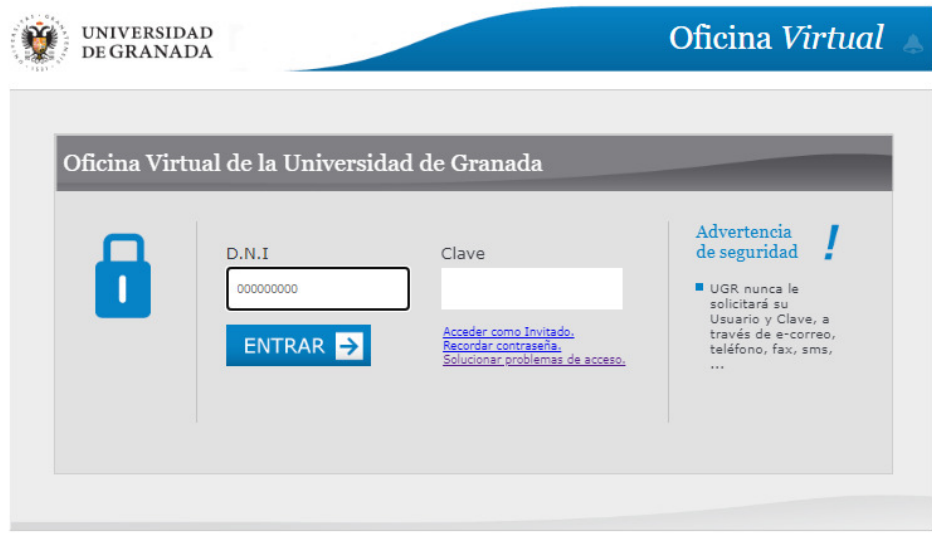 UNIVERSIDAD
DE GRANADA
Oficina Virtual
Oficina Virtual de la Universidad de Granada
D.N.I
000000000
ENTRAR
Clave
Acceder como Invitado.
Recordar contraseña.
Solucionar problemas de acceso.
Advertencia
de seguridad
!
UGR nunca le
solicitará su
Usuario y Clave, a
través de e-correo,
teléfono, fax, sms,
...